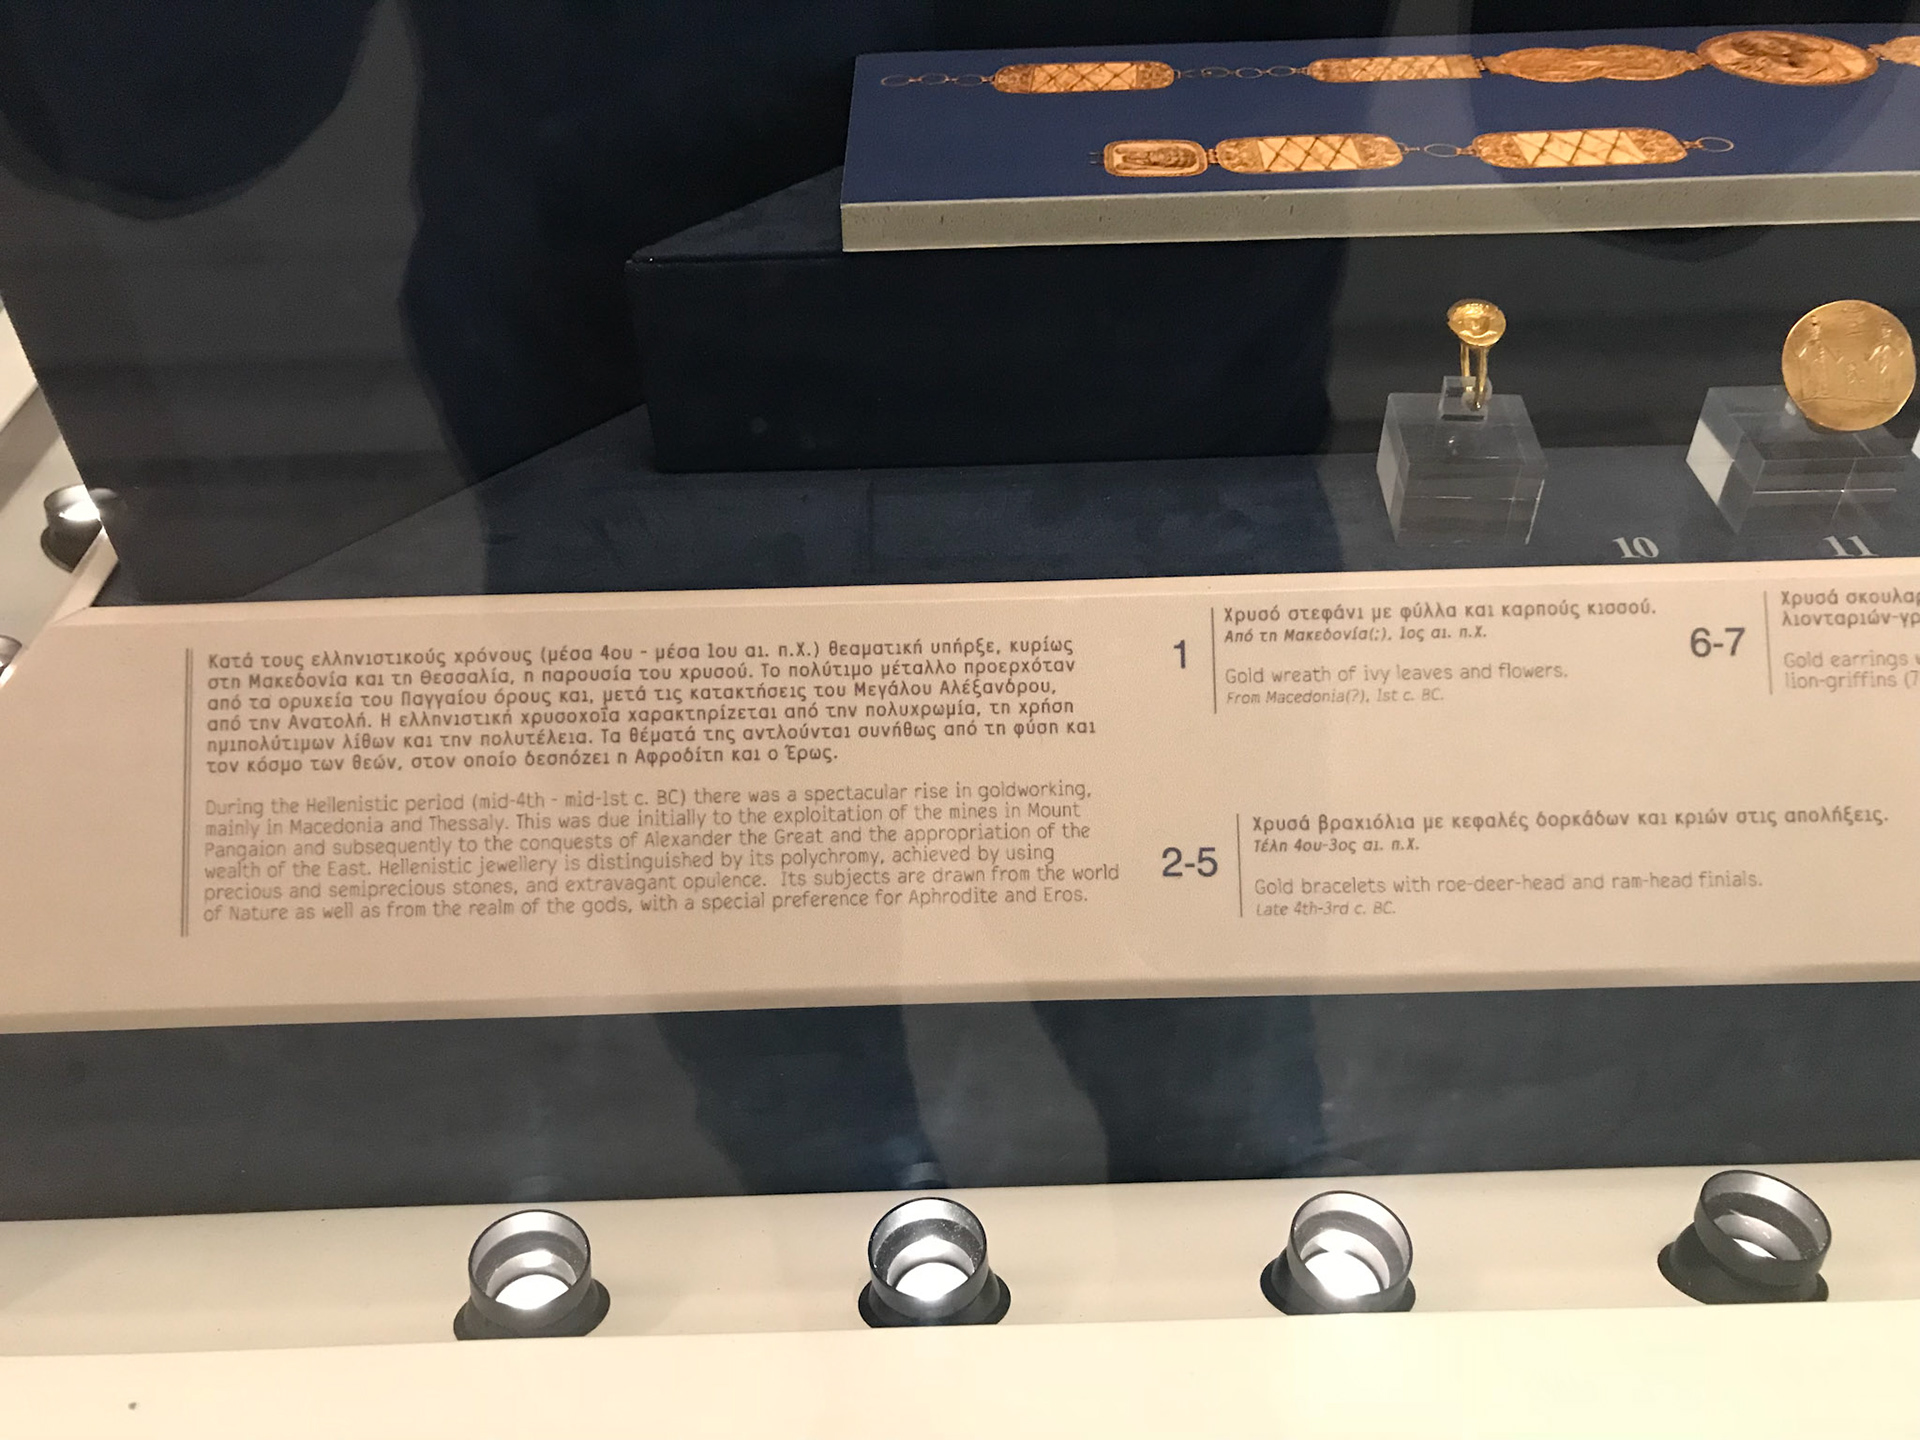 10
11
Κατά τους ελληνιστικούς χρόνους (μέσα 4ου - μέσα 1ου αι. π.Χ.) θεαματική υπήρξε, κυρίως
στη Μακεδονία και τη Θεσσαλία, η παρουσία του χρυσού. Το πολύτιμο μέταλλο προερχόταν
από τα ορυχεία του Παγγαίου όρους και, μετά τις κατακτήσεις του Μεγάλου Αλέξανδρου,
από την Ανατολή. Η ελληνιστική χρυσοχοΐα χαρακτηρίζεται από την πολυχρωμία, τη χρήση
ημιπολύτιμων λίθων και την πολυτέλεια. Τα θέματά της αντλούνται συνήθως από τη φύση και
τον κόσμο των θεών, στον οποίο δεσπόζει η Αφροδίτη και ο Έρως.
During the Hellenistic period (mid-4th - mid-1st c. BC) there was a spectacular rise in goldworking,
mainly in Macedonia and Thessaly. This was due initially to the exploitation of the mines in Mount
Pangaion and subsequently to the conquests of Alexander the Great and the appropriation of the
wealth of the East. Hellenistic jewellery is distinguished by its polychromy, achieved by using
precious and semiprecious stones, and extravagant opulence. Its subjects are drawn from the world
of Nature as well as from the realm of the gods, with a special preference for Aphrodite and Eros.
1
Χρυσό στεφάνι με φύλλα και καρπούς κισσού.
Από τη Μακεδονία(;), 1ος αι. π.Χ.
Gold wreath of ivy leaves and flowers.
From Macedonia(?), 1st c. BC.
2-5
Χρυσά βραχιόλια με κεφαλές δορκάδων και κριών στις απολήξεις.
Τέλη 4ου-3ος αι. π.Χ.
Gold bracelets with roe-deer-head and ram-head finials.
Late 4th-3rd c. BC.
6-7
Χρυσά σκουλαρ
λιονταριών-γρ
Gold earrings
lion-griffins (7